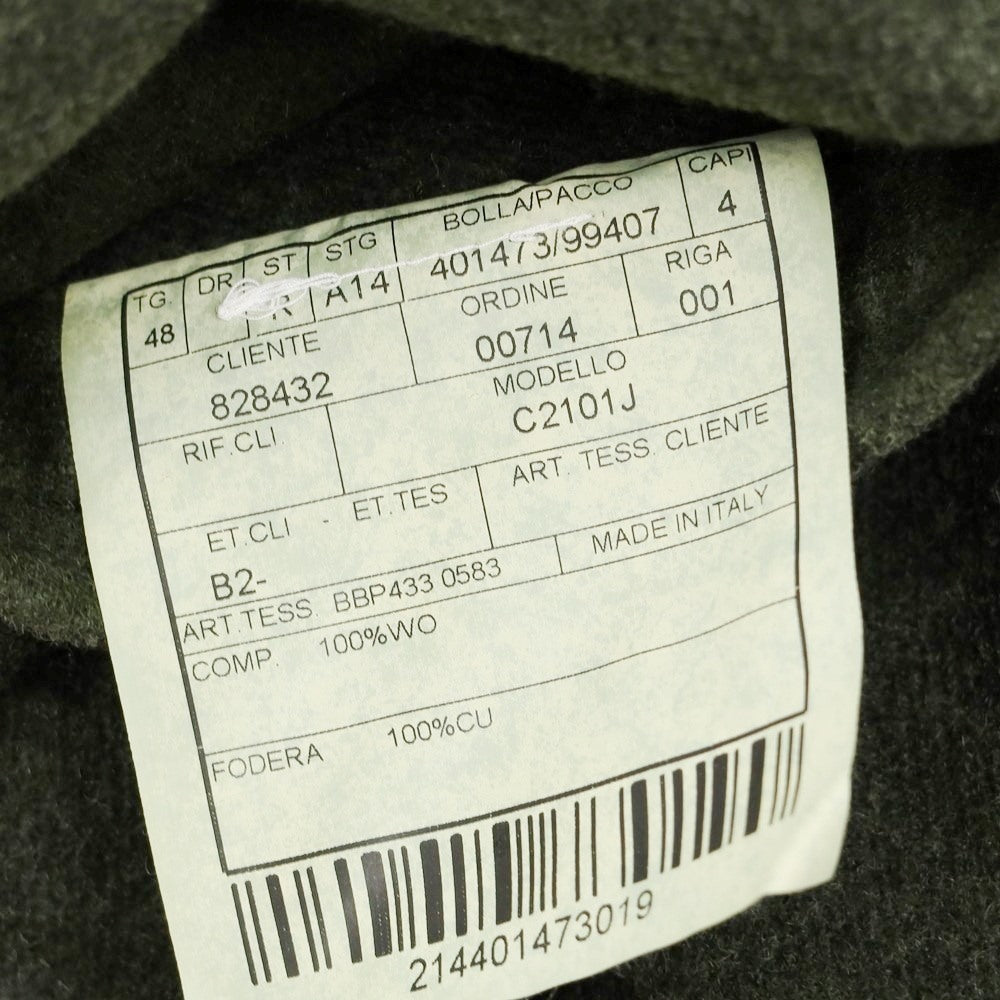 TG. DR ST STG BOLLA/PACCO CAPI
48 R A14 401473/99407 4
CLIENTE ORDINE RIGA
828432 00714 001
RIF.CLI. MODELLO
C2101J
ET.CLI - ET.TES ART. TESS. CLIENTE
B2-
ART.TESS. BBP433 0583 MADE IN ITALY
COMP. 100%WO
FODERA 100%CU
214401473019